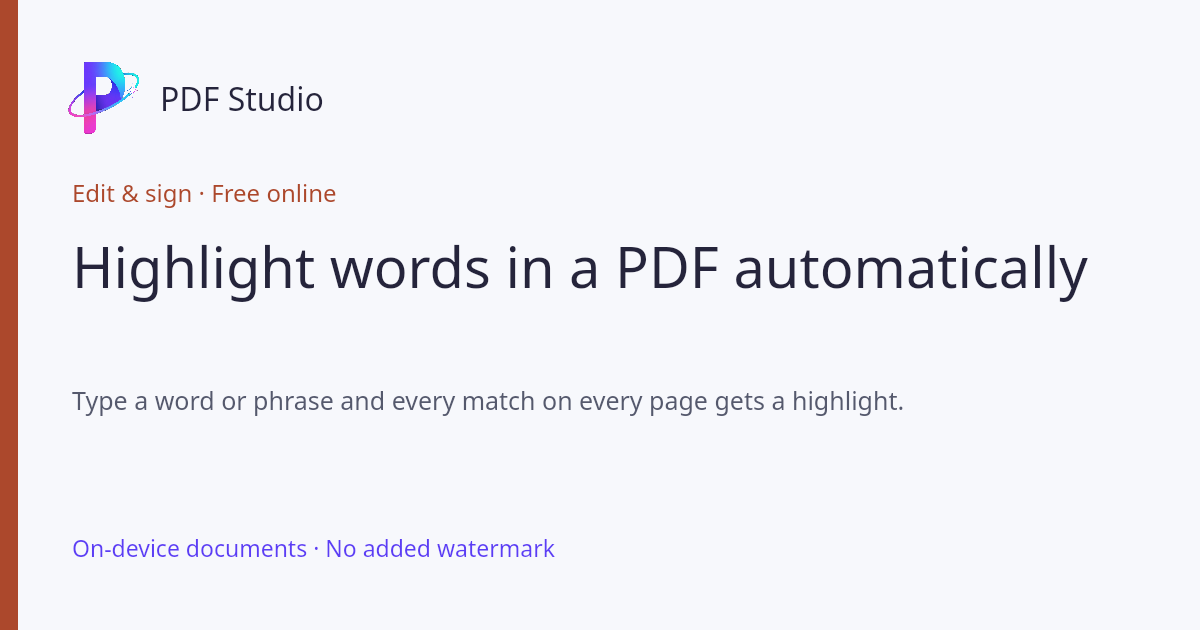 PDF Studio
Edit & sign · Free online
Highlight words in a PDF automatically
Type a word or phrase and every match on every page gets a highlight.
On-device documents · No added watermark